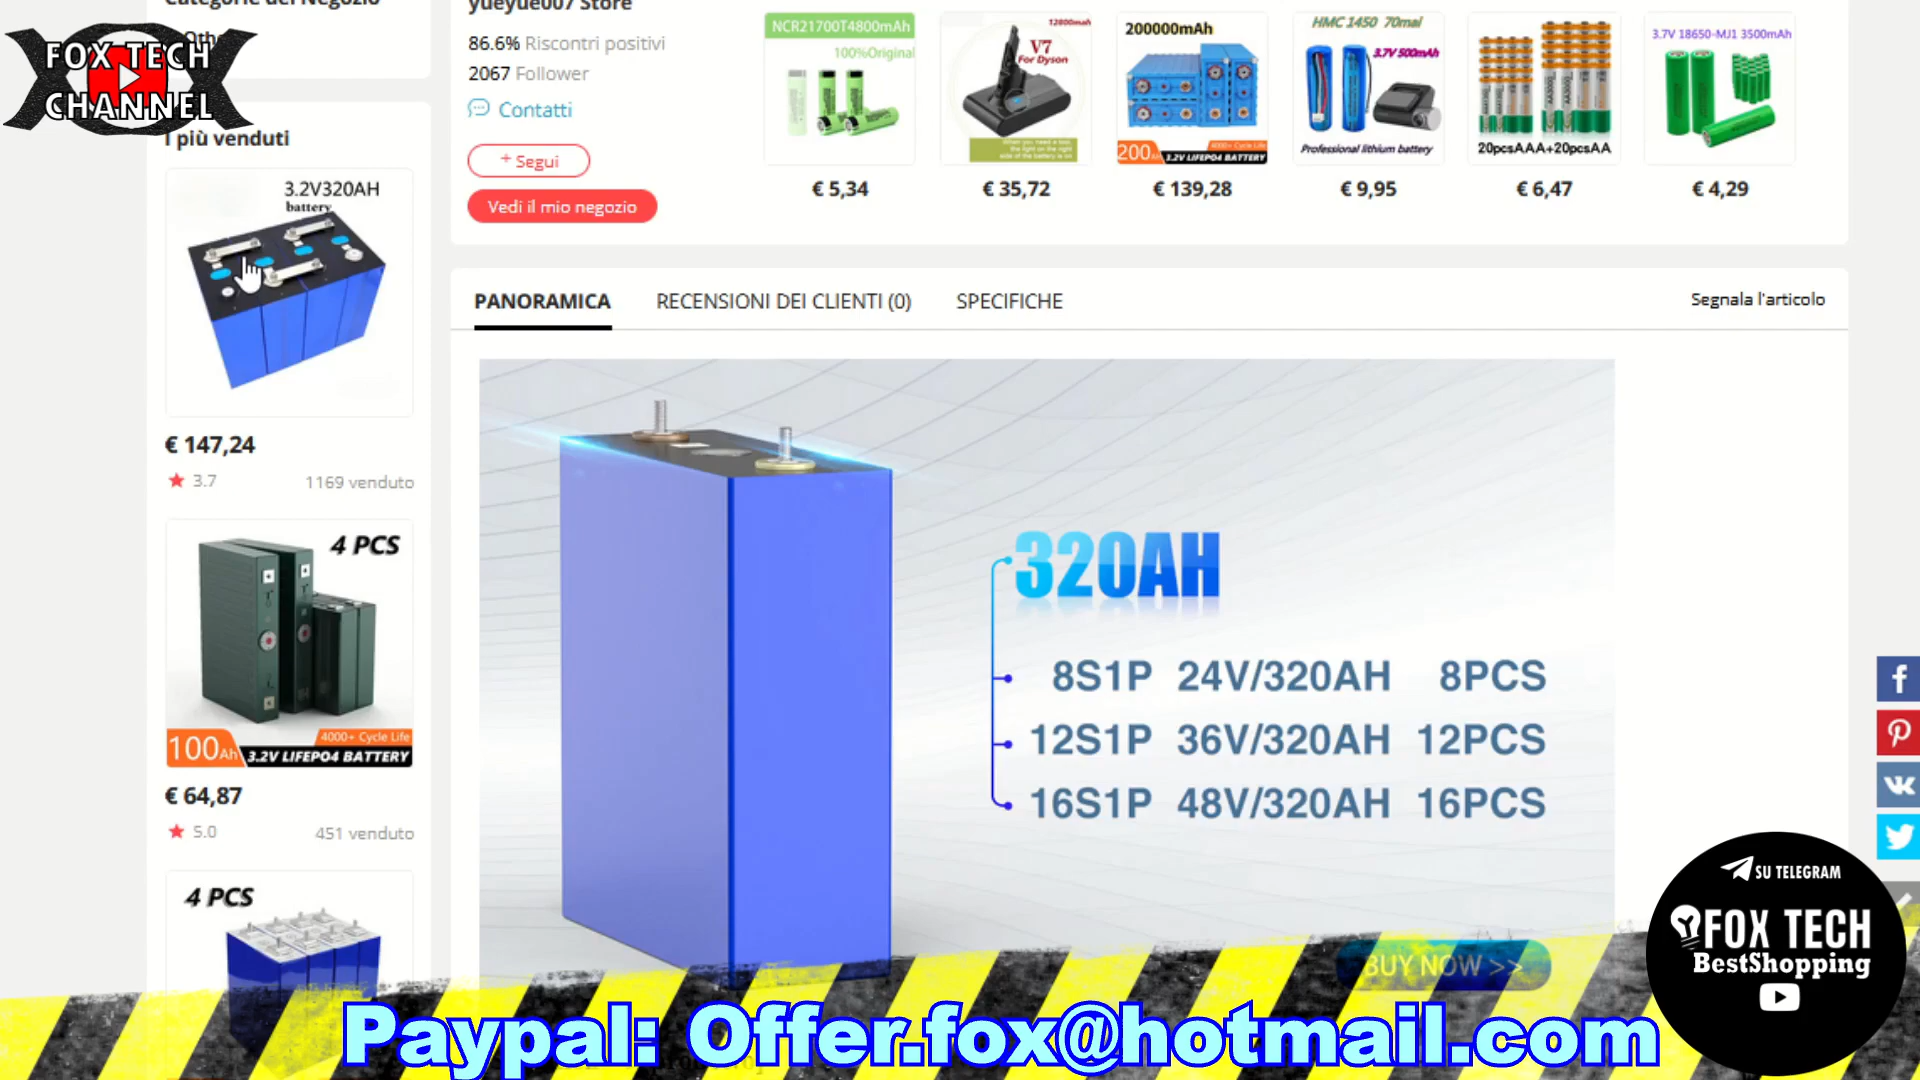 Categorie del Negozio
FOX TECH
CHANNEL
I più venduti
3.2V320AH
battery
€ 147,24
3.7
1169 venduto
4 PCS
100Ah
4000+ Cycle Life
3.2V LIFEPO4 BATTERY
€ 64,87
5.0
451 venduto
4 PCS
yueyue007 Store
86.6% Riscontri positivi
2067 Follower
Contatti
+ Segui
Vedi il mio negozio
NCR21700T4800mAh
100%Original
€ 5,34
12800mah
V7
For Dyson
€ 35,72
200000mAh
200Ah
4000+ Cycle Life
3.2V LIFEPO4 BATTERY
€ 139,28
HMC 1450 70mai
3.7V 500mAh
Professional lithium battery
€ 9,95
20pcsAAA+20pcsAA
€ 6,47
3.7V 18650-MJ1 3500mAh
€ 4,29
PANORAMICA
RECENSIONI DEI CLIENTI (0)
SPECIFICHE
Segnala l'articolo
320AH
8S1P 24V/320AH 8PCS
12S1P 36V/320AH 12PCS
16S1P 48V/320AH 16PCS
BUY NOW >>
SU TELEGRAM
FOX TECH
BestShopping
Paypal: Offer.fox@hotmail.com